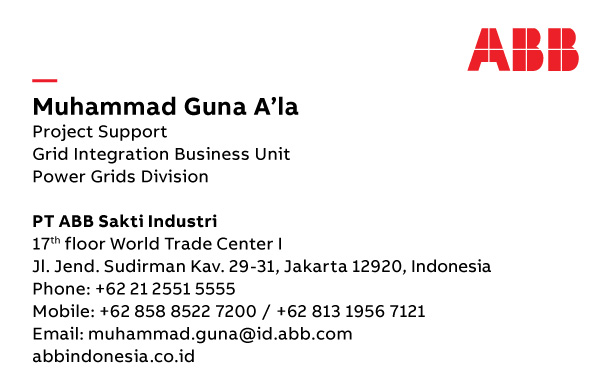 ABB
Muhammad Guna A’la
Project Support
Grid Integration Business Unit
Power Grids Division
PT ABB Sakti Industri
17th floor World Trade Center I
Jl. Jend. Sudirman Kav. 29-31, Jakarta 12920, Indonesia
Phone: +62 21 2551 5555
Mobile: +62 858 8522 7200 / +62 813 1956 7121
Email: muhammad.guna@id.abb.com
abbindonesia.co.id